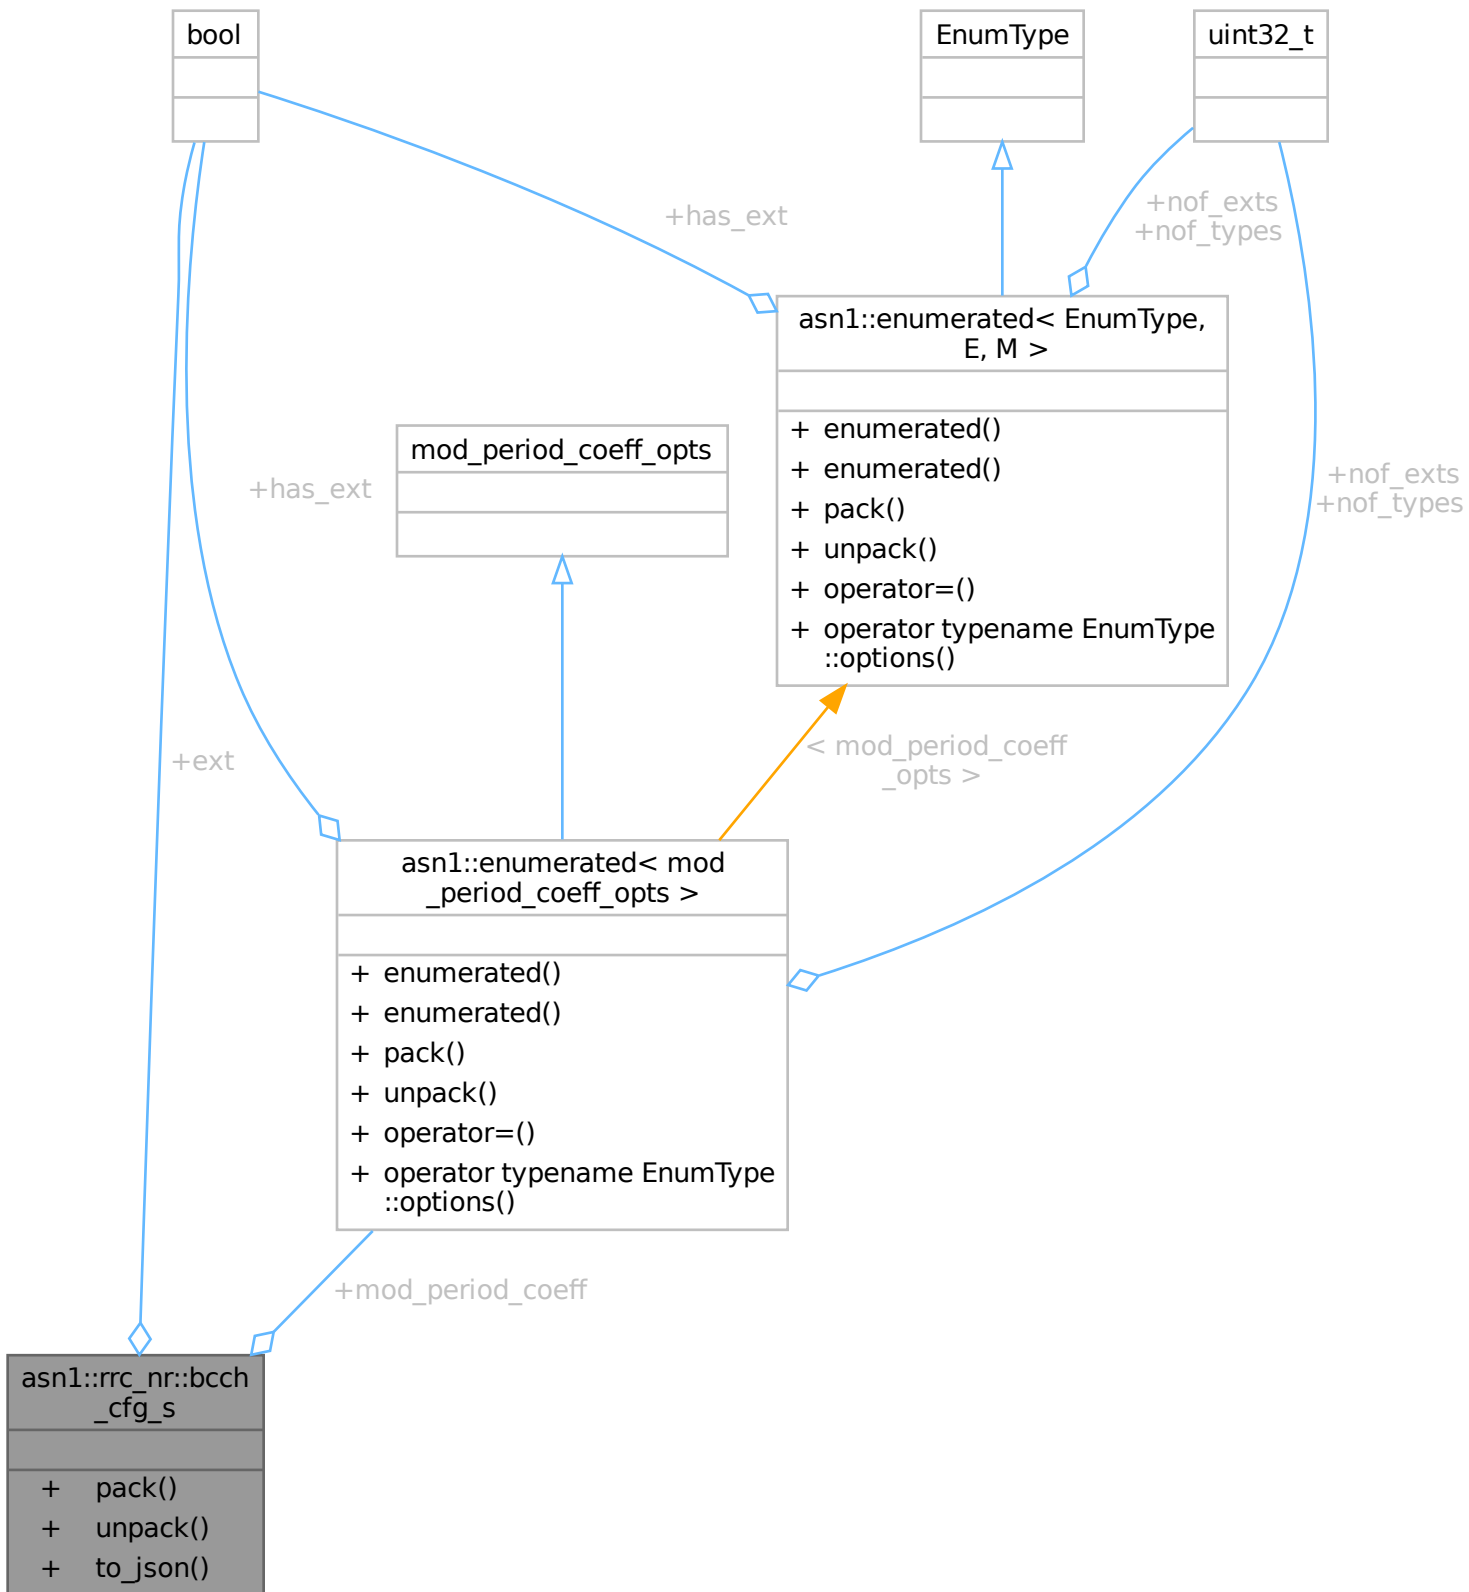 bool
EnumType
uint32_t
+has_ext
+nof_exts
+nof_types
asn1::enumerated< EnumType,
E, M >
+ enumerated()
+ enumerated()
+ pack()
+ unpack()
+ operator=()
+ operator typename EnumType
::options()
mod_period_coeff_opts
+has_ext
+nof_exts
+nof_types
+ext
< mod_period_coeff
_opts >
asn1::enumerated< mod
_period_coeff_opts >
+ enumerated()
+ enumerated()
+ pack()
+ unpack()
+ operator=()
+ operator typename EnumType
::options()
+mod_period_coeff
asn1::rrc_nr::bcch
_cfg_s
+ pack()
+ unpack()
+ to_json()